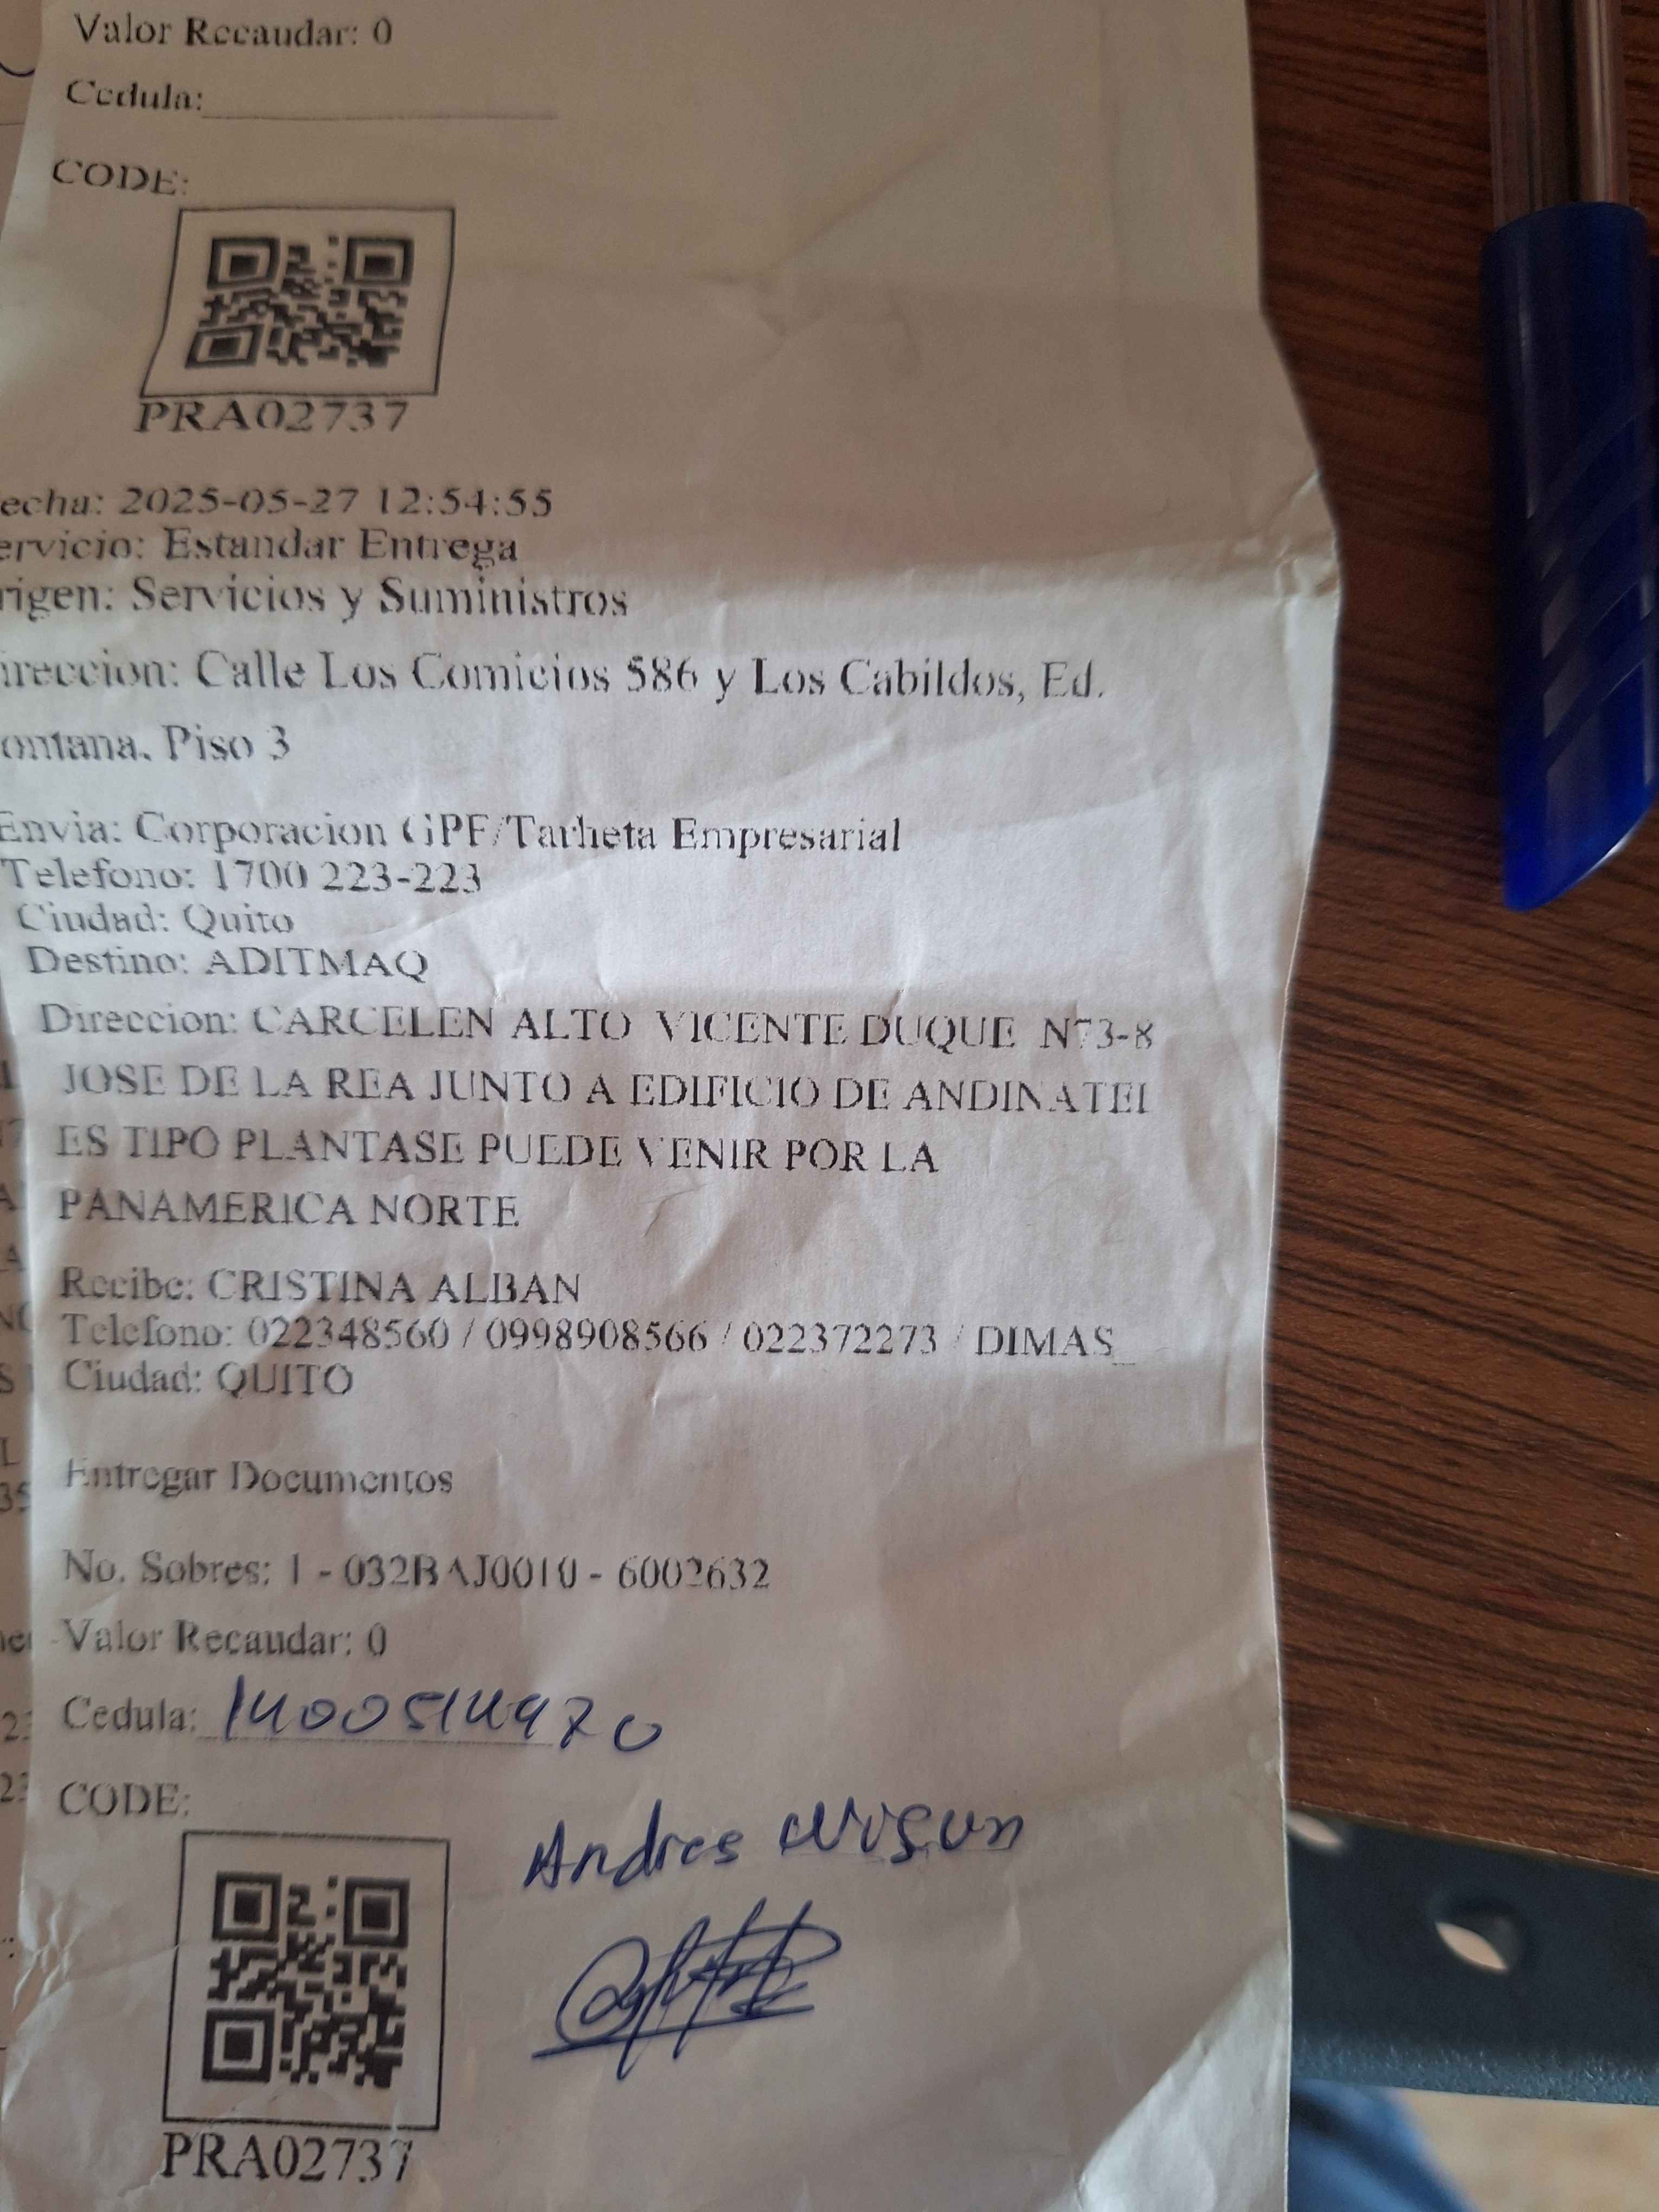 Valor Recaudar: 0
Cedula:
CODE:
PRA02737
echa: 2025-05-27 12:54:55
ervicio: Estandar Entrega
rigen: Servicios y Suministros
ireccion: Calle Los Comicios 586 y Los Cabildos, Ed.
ontana, Piso 3
Envia: Corporacion GPF/Tarheta Empresarial
Telefono: 1700 223-223
Ciudad: Quito
Destino: ADITMAQ
Direccion: CARCELEN ALTO VICENTE DUQUE N73-8
JOSE DE LA REA JUNTO A EDIFICIO DE ANDINATEL
ES TIPO PLANTASE PUEDE VENIR POR LA
PANAMERICA NORTE
Recibe: CRISTINA ALBAN
Telefono: 022348560 / 0998908566 / 022372273 / DIMAS_
Ciudad: QUITO
Entregar Documentos
No. Sobres: 1 - 032BAJ0010 - 6002632
Valor Recaudar: 0
Cedula: 1400514970
CODE:
Andres
PRA02737